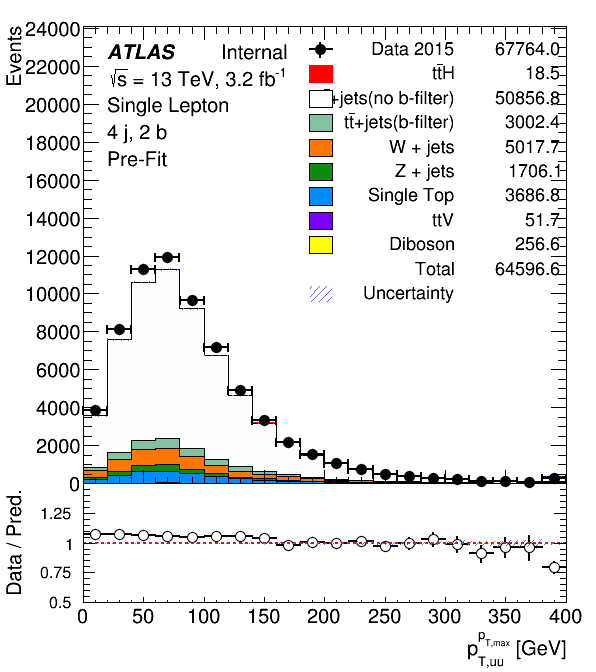 ATLAS Internal
√s = 13 TeV, 3.2 fb-1
Single Lepton
4 j, 2 b
Pre-Fit
Data 2015 67764.0
tt̄H 18.5
+jets(no b-filter) 50856.8
tt̄+jets(b-filter) 3002.4
W + jets 5017.7
Z + jets 1706.1
Single Top 3686.8
ttV 51.7
Diboson 256.6
Total 64596.6
Uncertainty
Events
24000
22000
20000
18000
16000
14000
12000
10000
8000
6000
4000
2000
0
Data / Pred.
1.25
1
0.75
0.5
0 50 100 150 200 250 300 350 400
p T,uu p T,max [GeV]